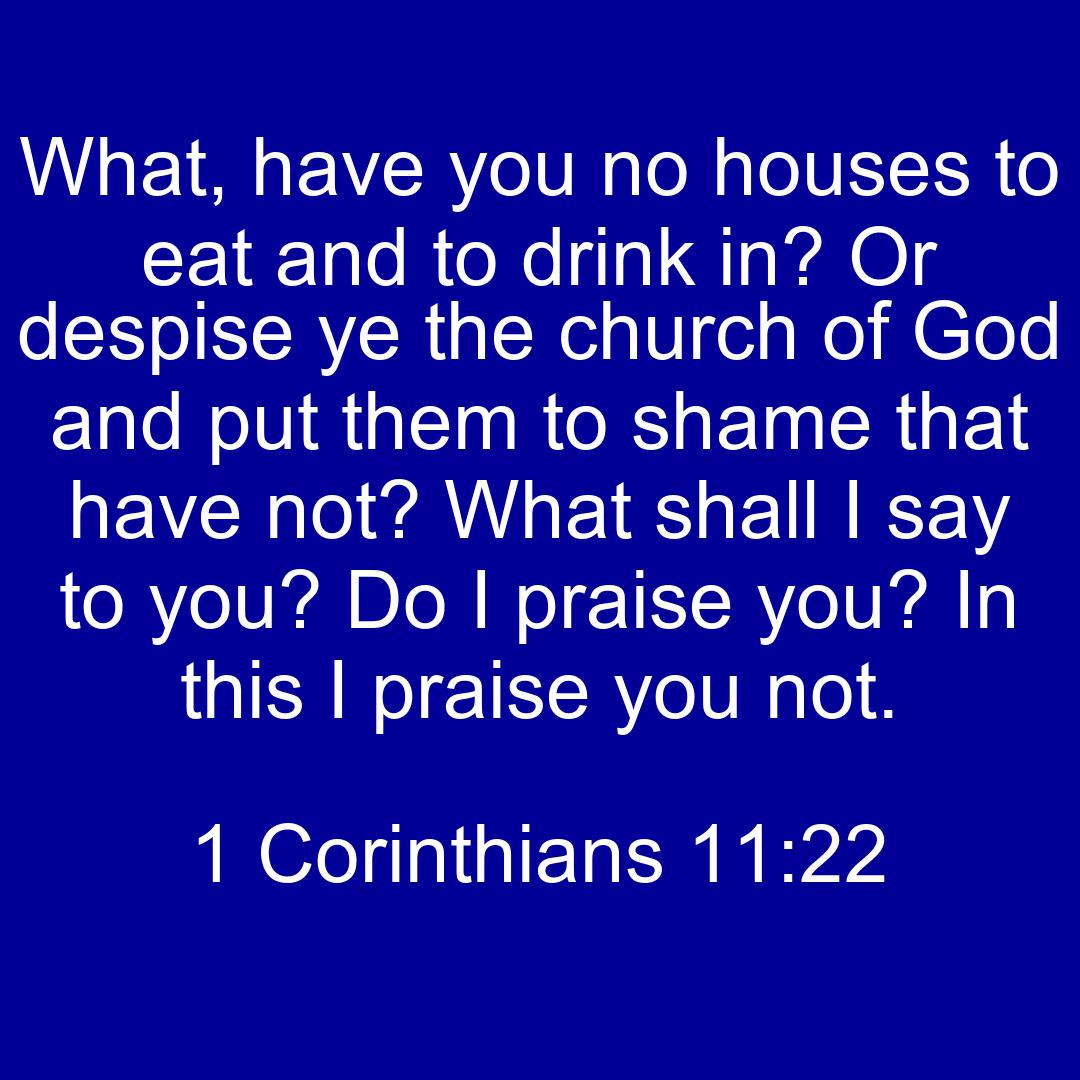 What, have you no houses to
eat and to drink in? Or
despise ye the church of God
and put them to shame that
have not? What shall I say
to you? Do I praise you? In
this I praise you not.
1 Corinthians 11:22